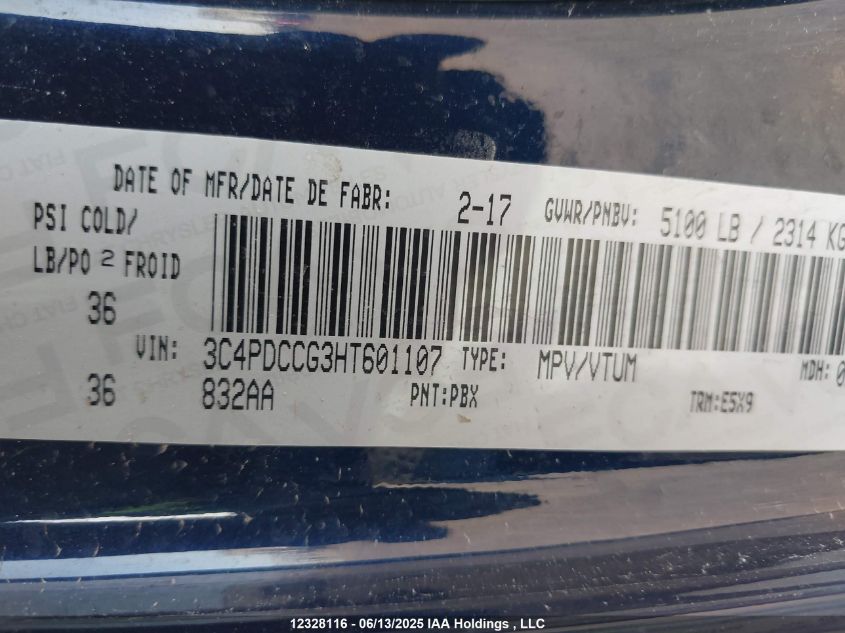 DATE OF MFR/DATE DE FABR: 2-17 GVWR/PNBV: 5100 LB / 2314 KG
PSI COLD/
LB/PO 2 FROID
36
VIN: 3C4PDCCG3HT601107 TYPE: MPV/VTUM MDH: 0
36 832AA PNT:PBX TRM:E5X9
12328116 - 06/13/2025 IAA Holdings , LLC